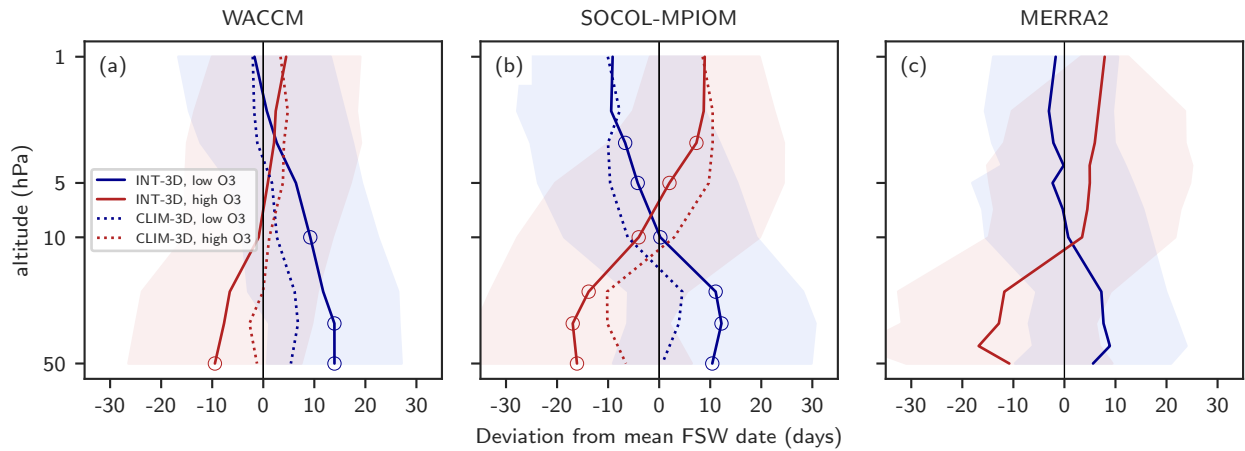 WACCM
SOCOL-MPIOM
MERRA2
altitude (hPa)
1
5
10
50
(a)
(b)
(c)
INT-3D, low O3
INT-3D, high O3
CLIM-3D, low O3
CLIM-3D, high O3
-30 -20 -10 0 10 20 30
-30 -20 -10 0 10 20 30
-30 -20 -10 0 10 20 30
Deviation from mean FSW date (days)